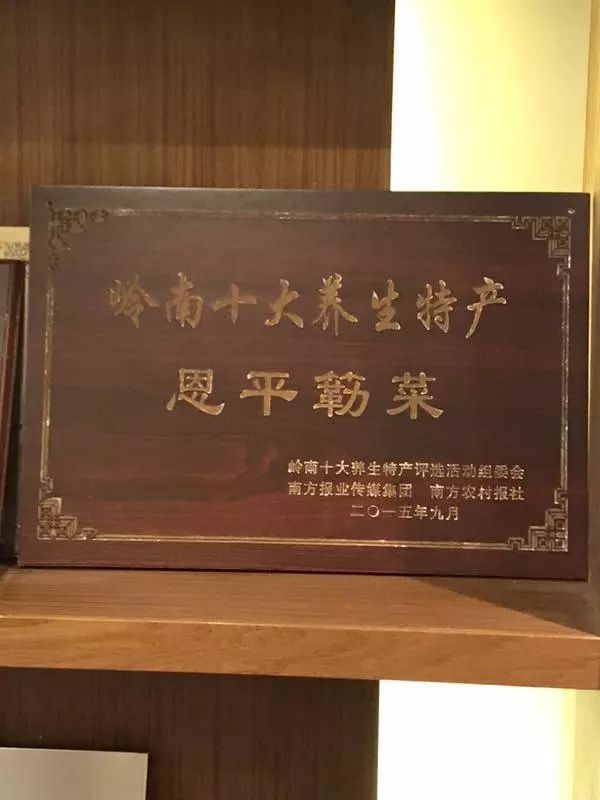 岭南十大养生特产
恩平簕菜
岭南十大养生特产评选活动组委会
南方报业传媒集团 南方农村报社
二〇一五年九月